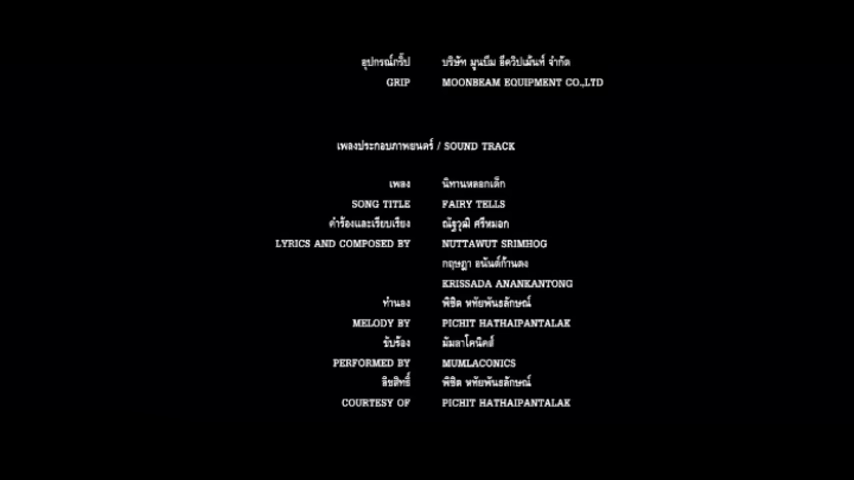 อุปกรณ์กริ๊ป บริษัท มูนบีม อีควิปเม้นท์ จำกัด
GRIP MOONBEAM EQUIPMENT CO.,LTD
เพลงประกอบภาพยนตร์ / SOUND TRACK
เพลง นิทานหลอกเด็ก
SONG TITLE FAIRY TELLS
คำร้องและเรียบเรียง ณัฐวุฒิ ศรีหมอก
LYRICS AND COMPOSED BY NUTTAWUT SRIMHOG
กฤษฎา อนันต์ก้านตง
KRISSADA ANANKANTONG
ทำนอง พิชิต หทัยพันธลักษณ์
MELODY BY PICHIT HATHAIPANTALAK
ขับร้อง มัมลาโคนิคส์
PERFORMED BY MUMLACONICS
ลิขสิทธิ์ พิชิต หทัยพันธลักษณ์
COURTESY OF PICHIT HATHAIPANTALAK